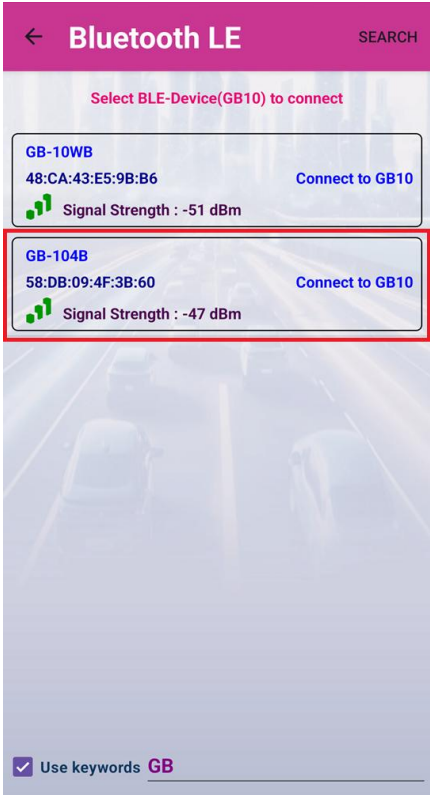 Bluetooth LE SEARCH
Select BLE-Device(GB10) to connect
GB-10WB
48:CA:43:E5:9B:B6 Connect to GB10
Signal Strength : -51 dBm
GB-104B
58:DB:09:4F:3B:60 Connect to GB10
Signal Strength : -47 dBm
Use keywords GB